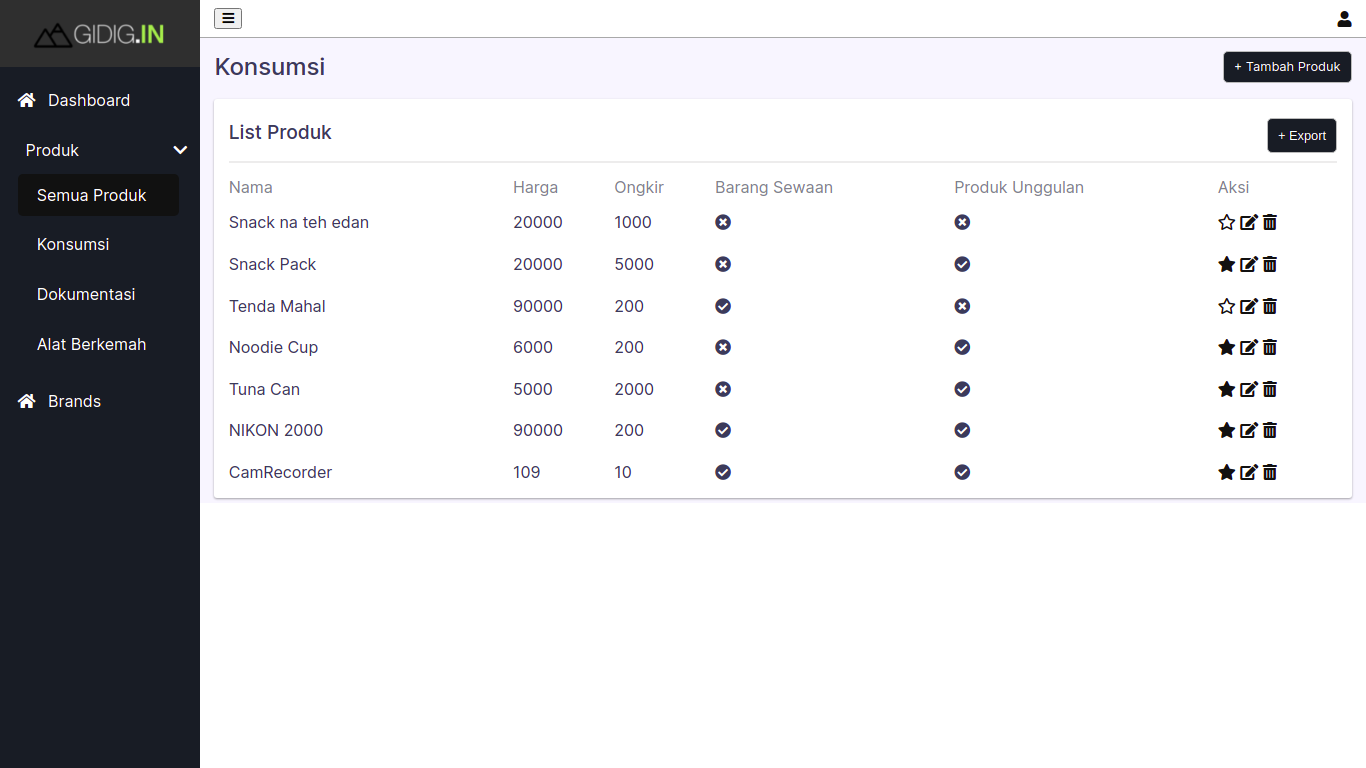 GIDIG.IN
Dashboard
Produk
Semua Produk
Konsumsi
Dokumentasi
Alat Berkemah
Brands
Konsumsi
+ Tambah Produk
List Produk
+ Export
Nama Harga Ongkir Barang Sewaan Produk Unggulan Aksi
Snack na teh edan 20000 1000
Snack Pack 20000 5000
Tenda Mahal 90000 200
Noodie Cup 6000 200
Tuna Can 5000 2000
NIKON 2000 90000 200
CamRecorder 109 10